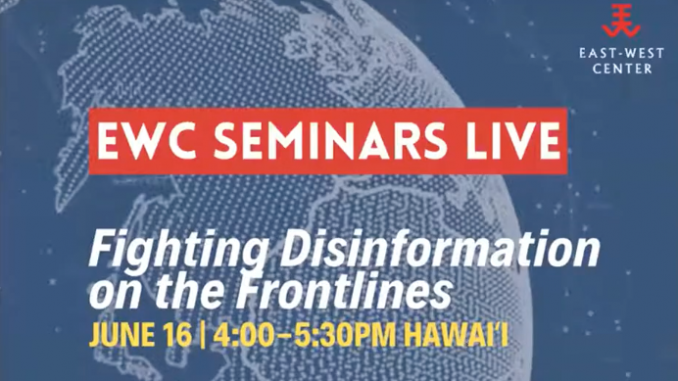 EAST-WEST
CENTER
EWC SEMINARS LIVE
Fighting Disinformation
on the Frontlines
JUNE 16 | 4:00–5:30PM HAWAI‘I